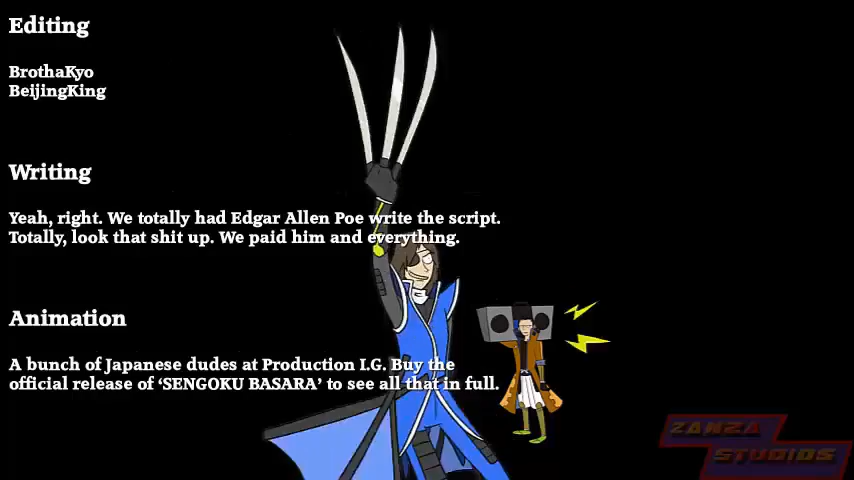 Editing
BrothaKyo
BeijingKing
Writing
Yeah, right. We totally had Edgar Allen Poe write the script.
Totally, look that shit up. We paid him and everything.
Animation
A bunch of Japanese dudes at Production I.G. Buy the
official release of ‘SENGOKU BASARA’ to see all that in full.
ZANZA
STUDIOS